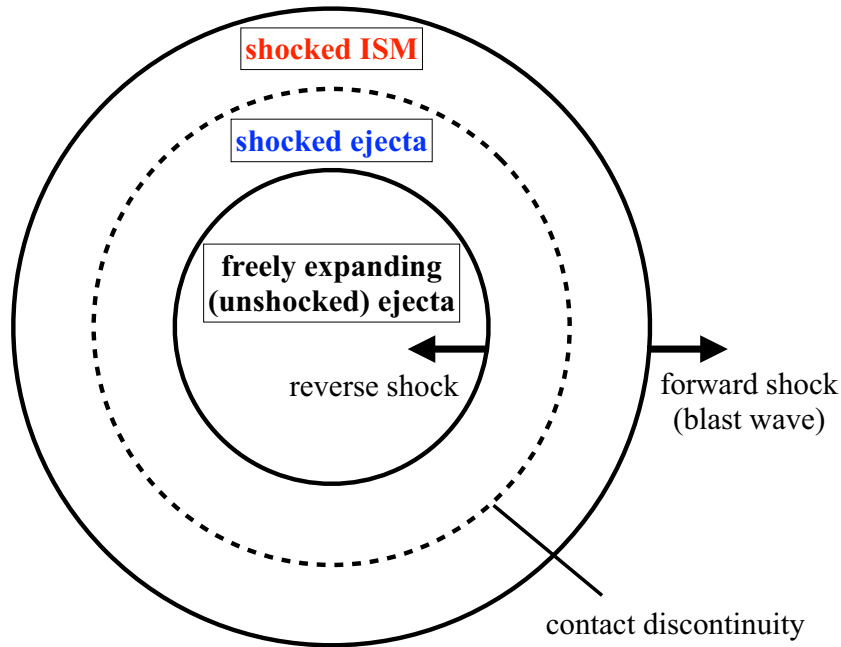 shocked ISM
shocked ejecta
freely expanding
(unshocked) ejecta
reverse shock
forward shock
(blast wave)
contact discontinuity